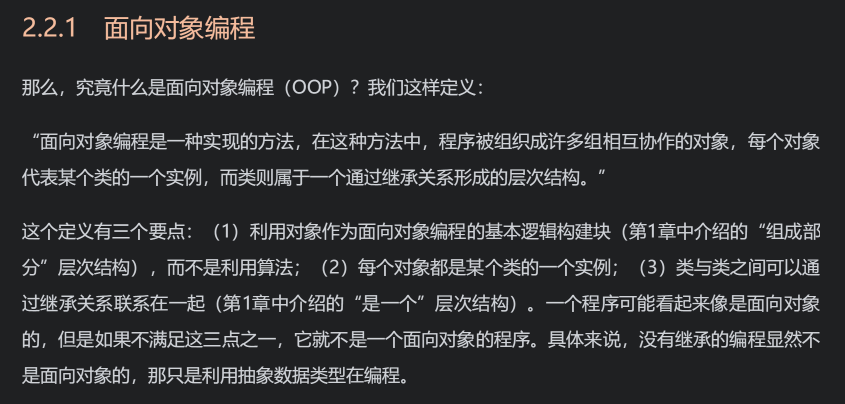 2.2.1 面向对象编程
那么，究竟什么是面向对象编程（OOP）？我们这样定义：
“面向对象编程是一种实现的方法，在这种方法中，程序被组织成许多组相互协作的对象，每个对象
代表某个类的一个实例，而类则属于一个通过继承关系形成的层次结构。”
这个定义有三个要点：（1）利用对象作为面向对象编程的基本逻辑构建块（第1章中介绍的“组成部
分”层次结构），而不是利用算法；（2）每个对象都是某个类的一个实例；（3）类与类之间可以通
过继承关系联系在一起（第1章中介绍的“是一个”层次结构）。一个程序可能看起来像是面向对象
的，但是如果不满足这三点之一，它就不是一个面向对象的程序。具体来说，没有继承的编程显然不
是面向对象的，那只是利用抽象数据类型在编程。